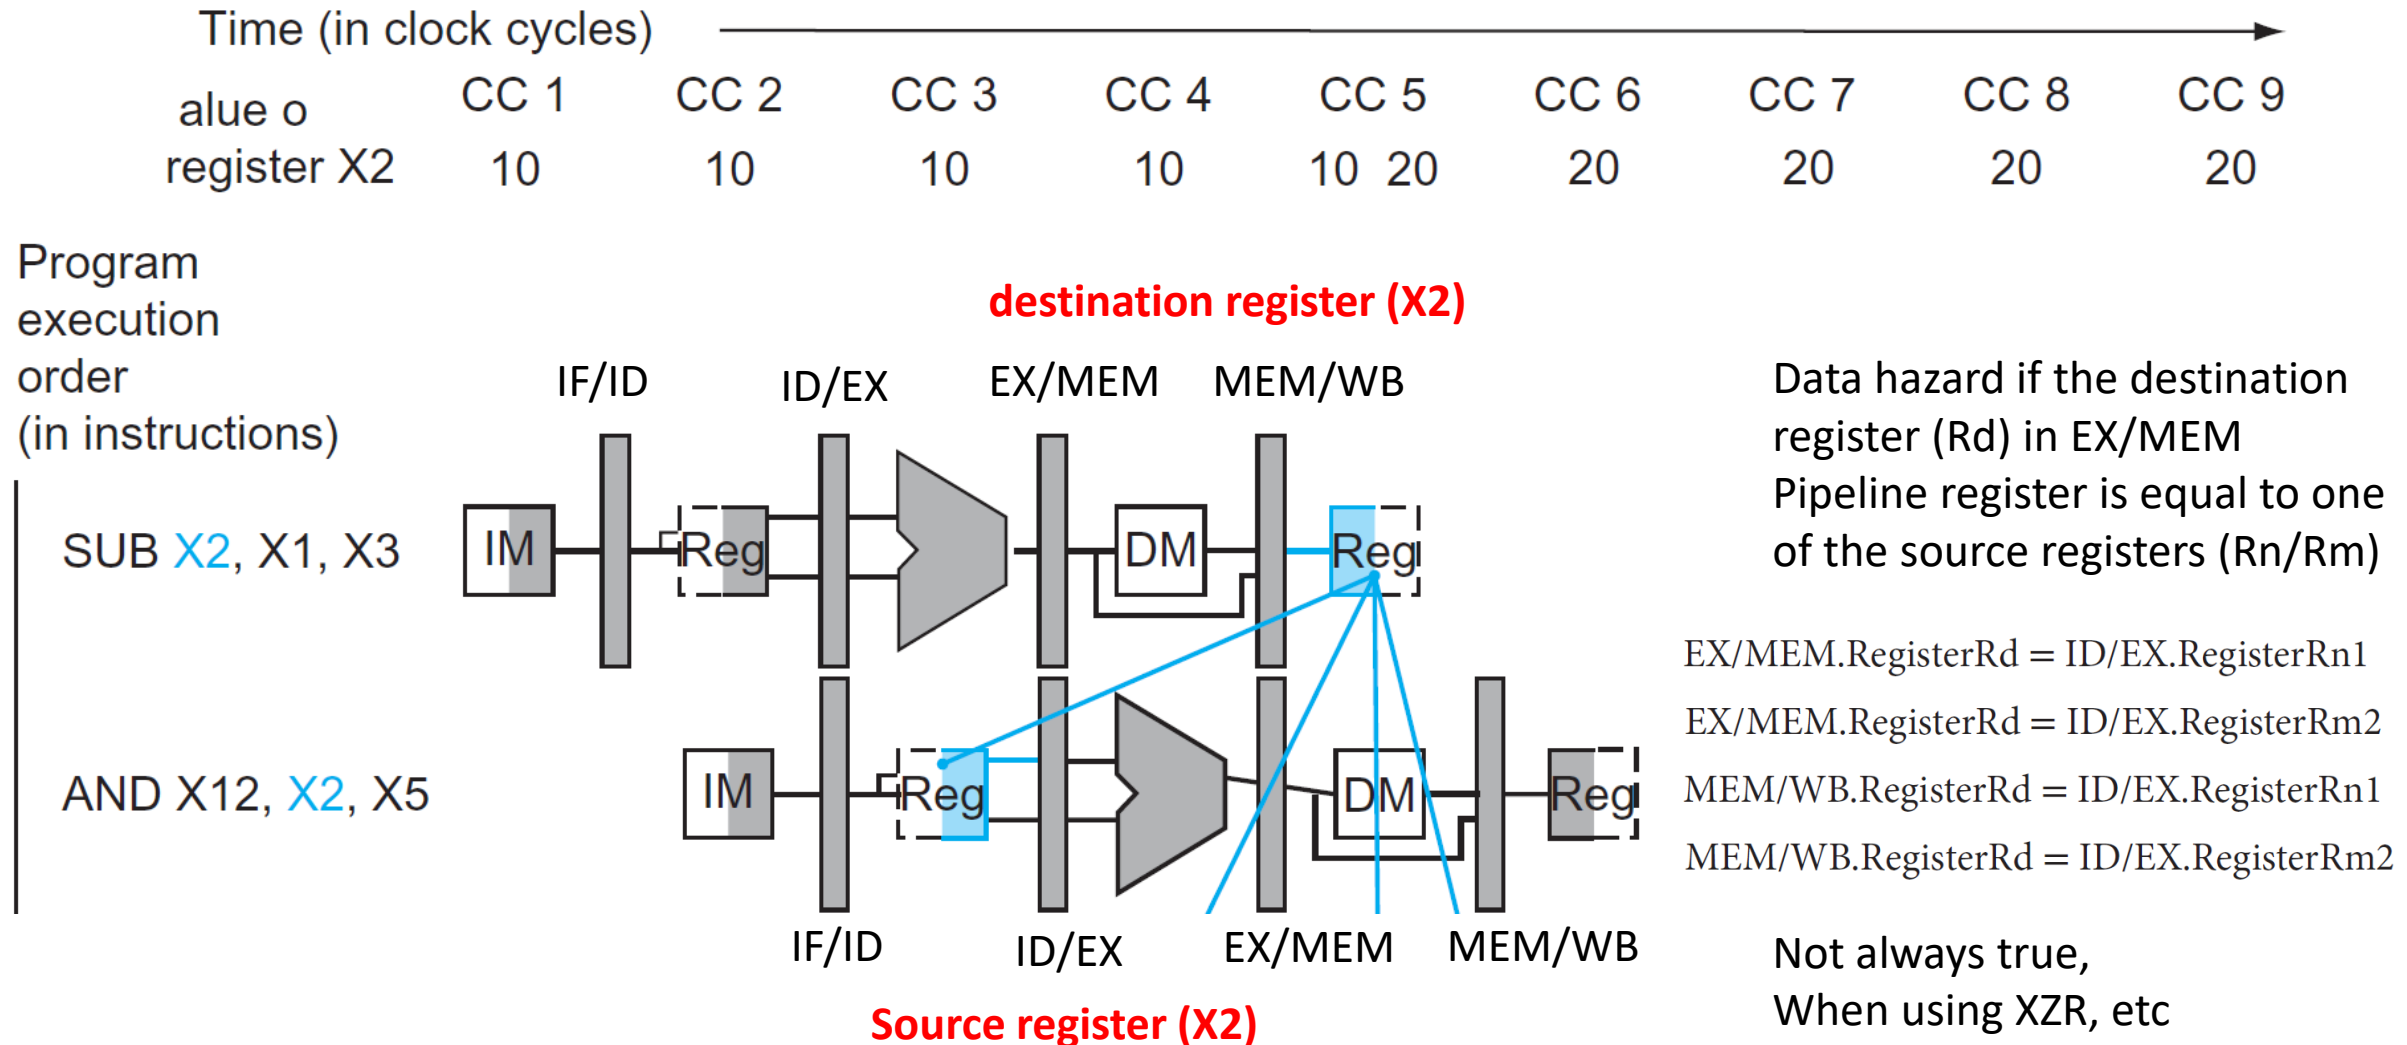 Time (in clock cycles)
alue o
CC 1 CC 2 CC 3 CC 4 CC 5 CC 6 CC 7 CC 8 CC 9
register X2 10 10 10 10 10 20 20 20 20 20
Program
execution
order
(in instructions)
destination register (X2)
IF/ID ID/EX EX/MEM MEM/WB
SUB X2, X1, X3
IM Reg DM Reg
AND X12, X2, X5
IM Reg DM Reg
IF/ID ID/EX EX/MEM MEM/WB
Source register (X2)
Data hazard if the destination
register (Rd) in EX/MEM
Pipeline register is equal to one
of the source registers (Rn/Rm)
EX/MEM.RegisterRd = ID/EX.RegisterRn1
EX/MEM.RegisterRd = ID/EX.RegisterRm2
MEM/WB.RegisterRd = ID/EX.RegisterRn1
MEM/WB.RegisterRd = ID/EX.RegisterRm2
Not always true,
When using XZR, etc